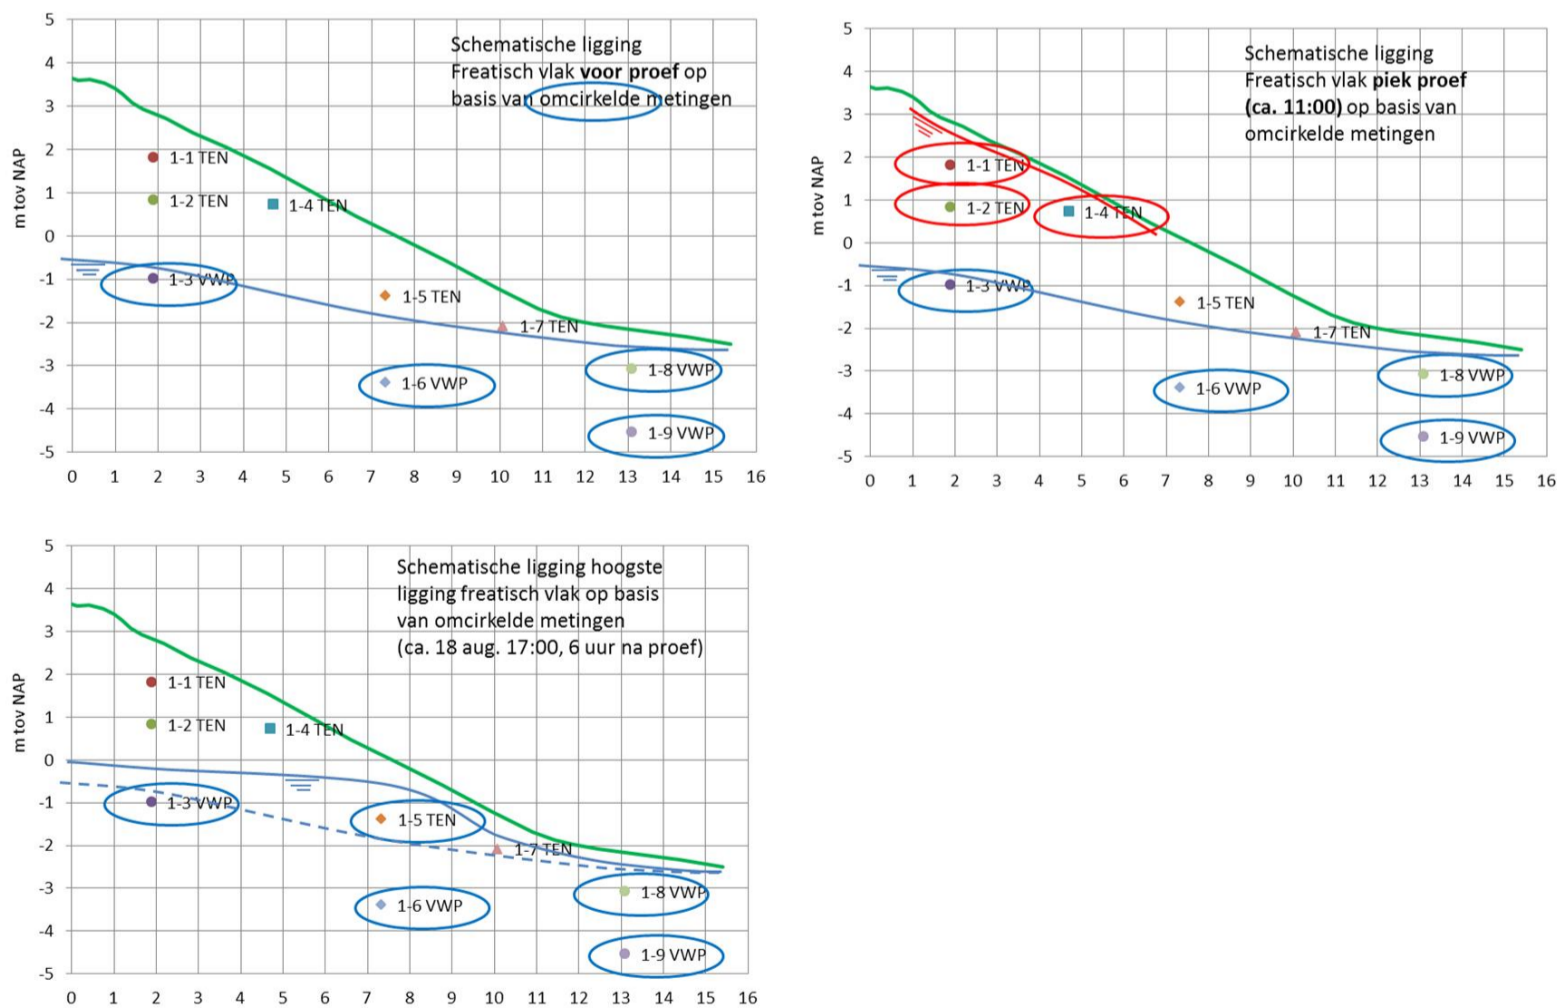 Schematische ligging
Freatisch vlak voor proef op
basis van omcirkelde metingen
m tov NAP
5
4
3
2
1
0
-1
-2
-3
-4
-5
1-1 TEN
1-2 TEN
1-4 TEN
1-3 VWP
1-5 TEN
1-7 TEN
1-6 VWP
1-8 VWP
1-9 VWP
0 1 2 3 4 5 6 7 8 9 10 11 12 13 14 15 16
Schematische ligging
Freatisch vlak piek proef
(ca. 11:00) op basis van
omcirkelde metingen
m tov NAP
5
4
3
2
1
0
-1
-2
-3
-4
-5
1-1 TEN
1-2 TEN
1-4 TEN
1-3 VWP
1-5 TEN
1-7 TEN
1-6 VWP
1-8 VWP
1-9 VWP
0 1 2 3 4 5 6 7 8 9 10 11 12 13 14 15 16
Schematische ligging hoogste
ligging freatisch vlak op basis
van omcirkelde metingen
(ca. 18 aug. 17:00, 6 uur na proef)
m tov NAP
5
4
3
2
1
0
-1
-2
-3
-4
-5
1-1 TEN
1-2 TEN
1-4 TEN
1-3 VWP
1-5 TEN
1-7 TEN
1-6 VWP
1-8 VWP
1-9 VWP
0 1 2 3 4 5 6 7 8 9 10 11 12 13 14 15 16